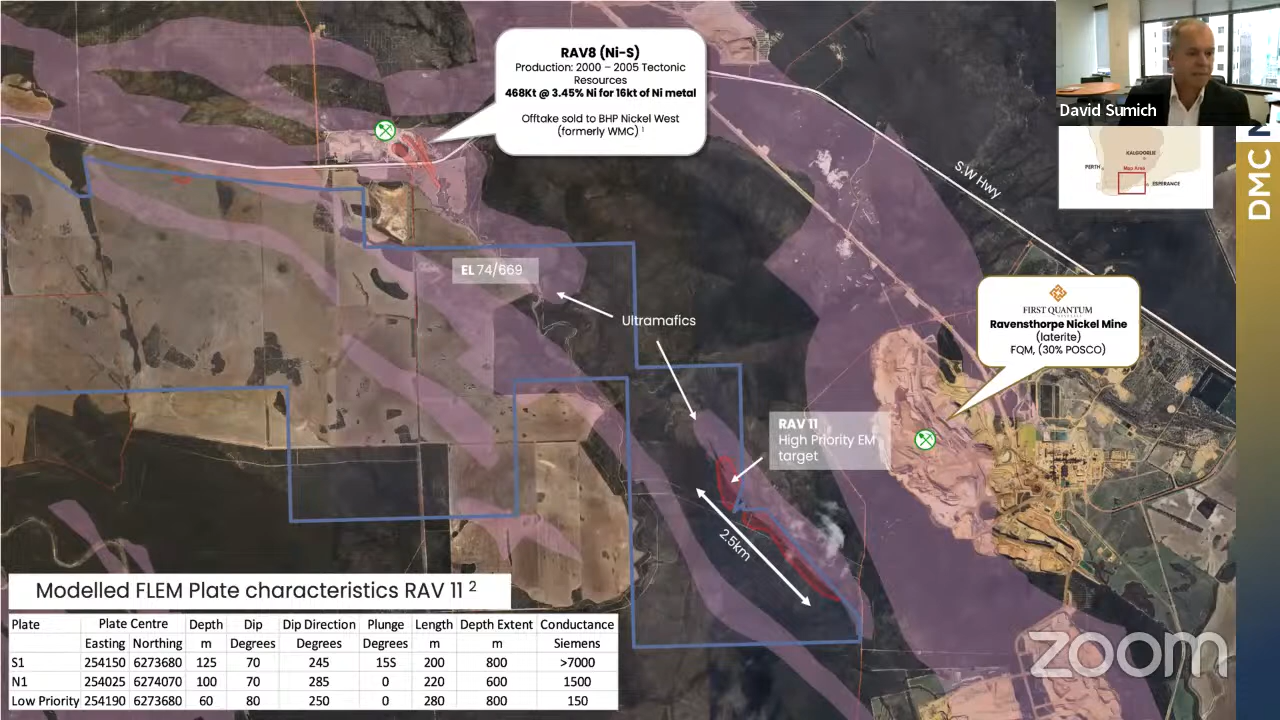 RAV8 (Ni-S)
Production: 2000 – 2005 Tectonic
Resources
468Kt @ 3.45% Ni for 16kt of Ni metal
Offtake sold to BHP Nickel West
(formerly WMC) ¹
David Sumich
KALGOORLIE
PERTH
Map Area
ESPERANCE
DMC N
S.W Hwy
EL 74/669
Ultramafics
FIRST QUANTUM
Ravensthorpe Nickel Mine
(laterite)
FQM, (30% POSCO)
RAV 11
High Priority EM
target
2.5km
Modelled FLEM Plate characteristics RAV 11 ²
Plate Plate Centre Depth Dip Dip Direction Plunge Length Depth Extent Conductance
Easting Northing m Degrees Degrees Degrees m m Siemens
S1 254150 6273680 125 70 245 15S 200 800 >7000
N1 254025 6274070 100 70 285 0 220 600 1500
Low Priority 254190 6273680 60 80 250 0 280 800 150
zoom